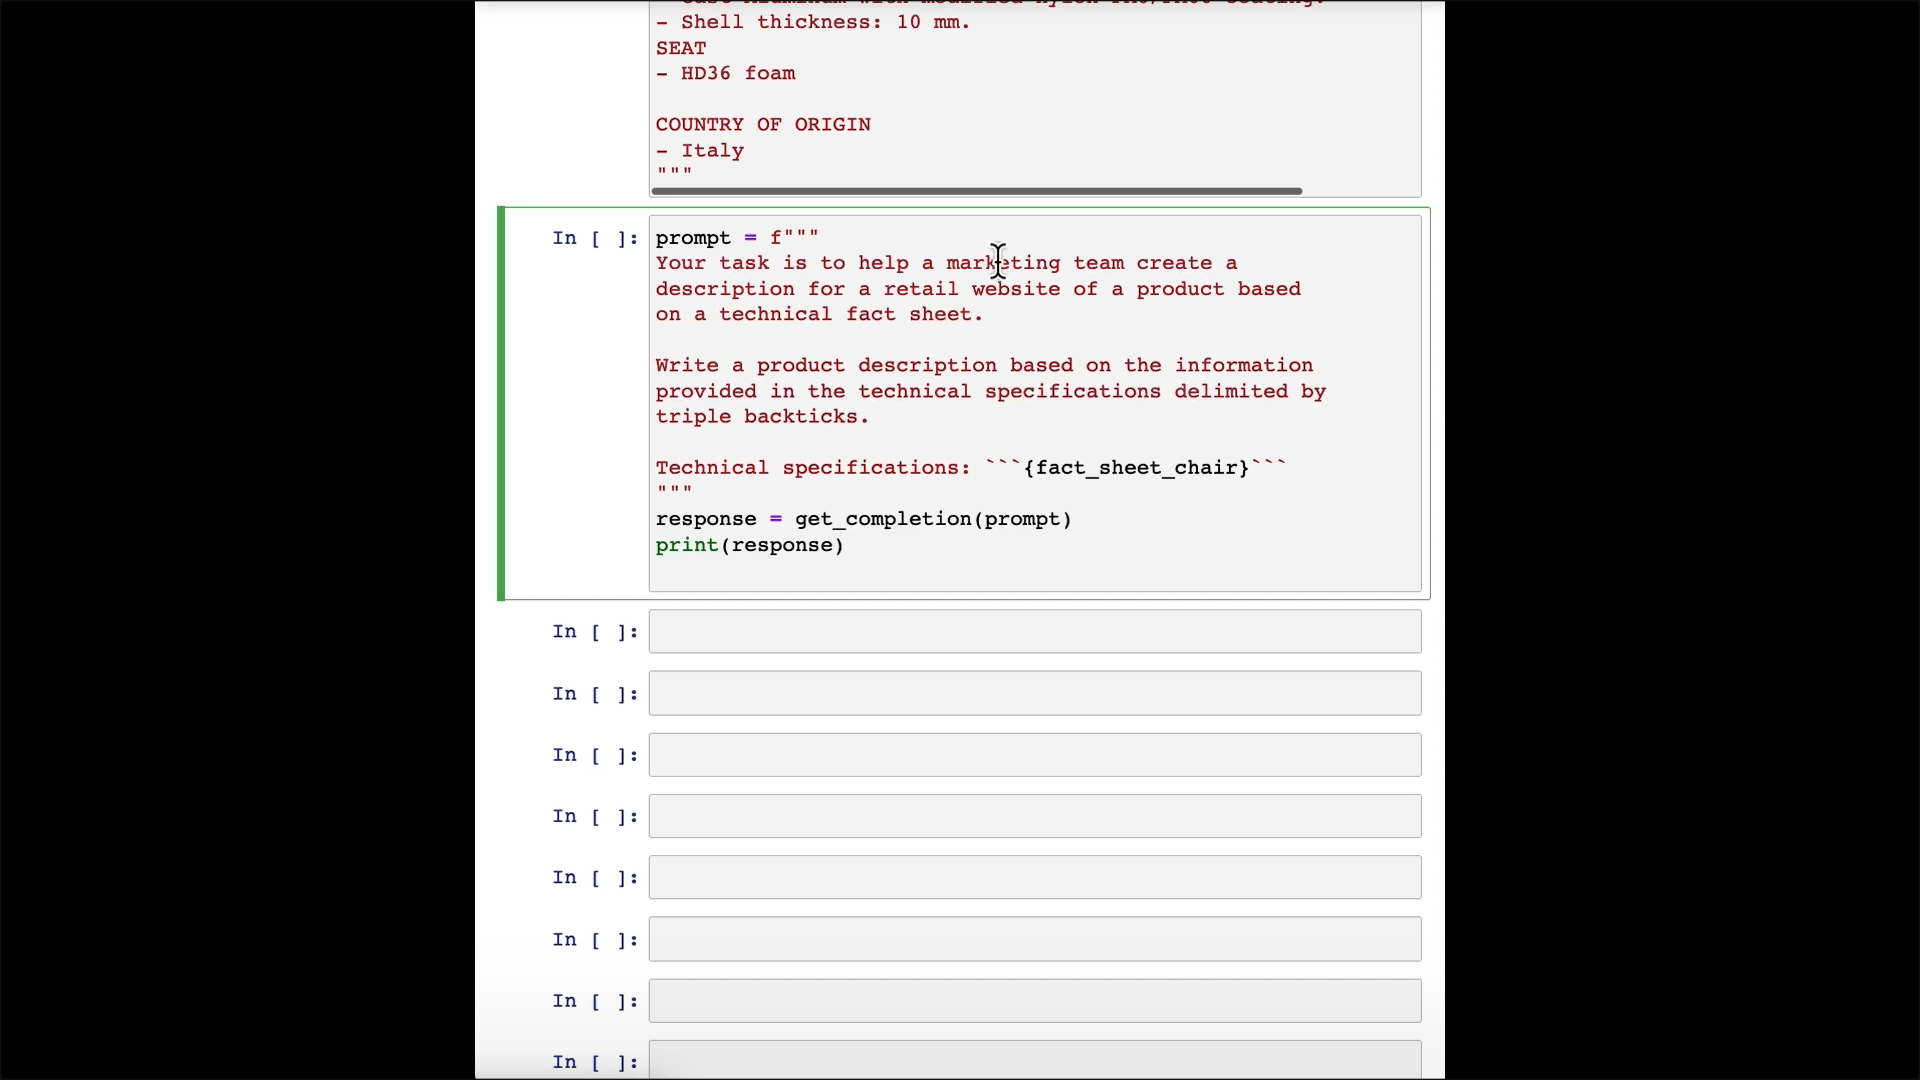 - Shell thickness: 10 mm.
SEAT
- HD36 foam
COUNTRY OF ORIGIN
- Italy
"""
In [ ]: prompt = f"""
Your task is to help a marketing team create a
description for a retail website of a product based
on a technical fact sheet.
Write a product description based on the information
provided in the technical specifications delimited by
triple backticks.
Technical specifications: ```{fact_sheet_chair}```
"""
response = get_completion(prompt)
print(response)
In [ ]:
In [ ]:
In [ ]:
In [ ]:
In [ ]:
In [ ]:
In [ ]:
In [ ]: